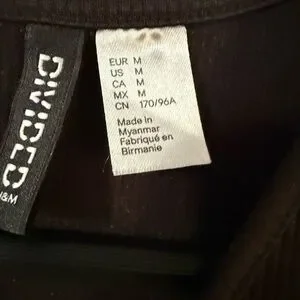 DIVIDED
H&M
EUR M
US M
CA M
MX M
CN 170/96A
Made in
Myanmar
Fabriqué en
Birmanie